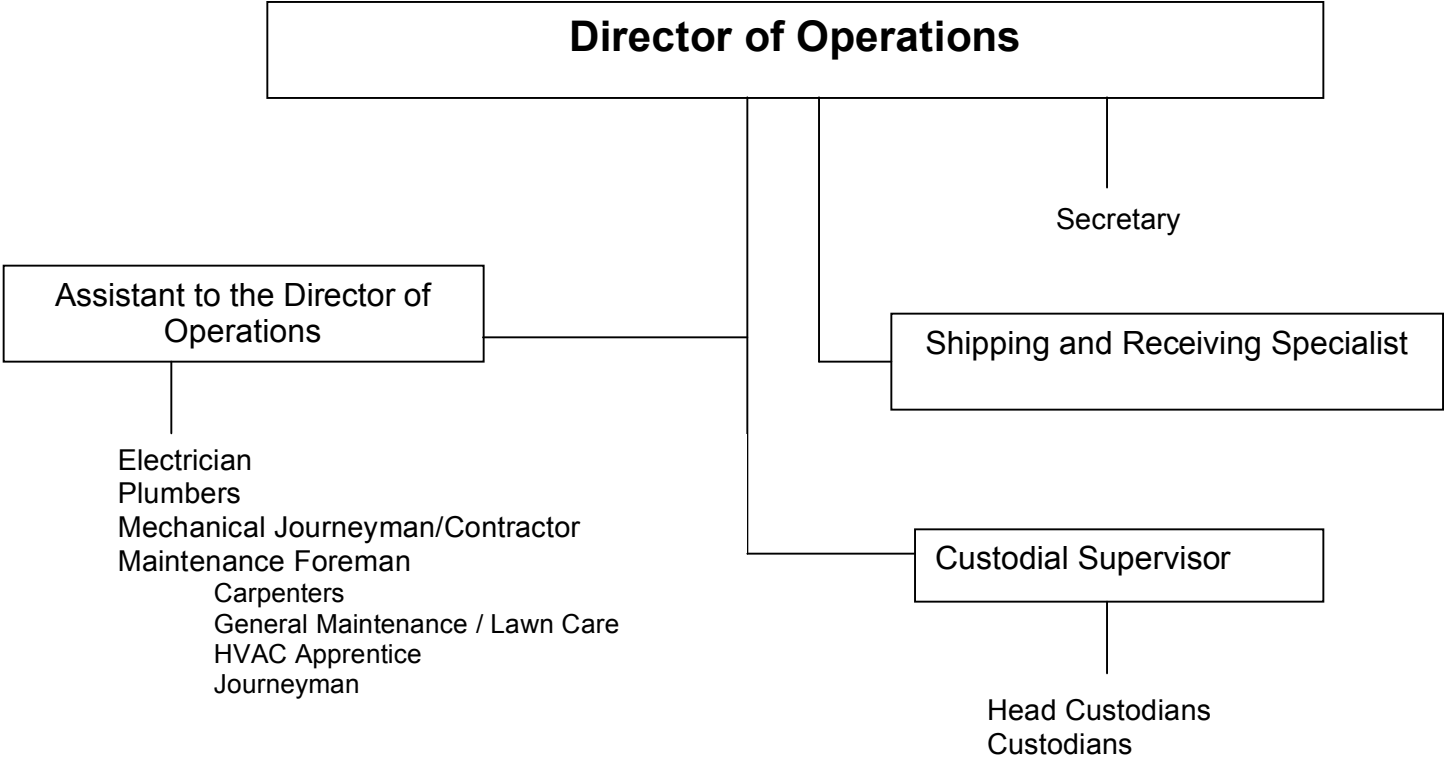 Director of Operations
Secretary
Assistant to the Director of
Operations
Shipping and Receiving Specialist
Electrician
Plumbers
Mechanical Journeyman/Contractor
Maintenance Foreman
Carpenters
General Maintenance / Lawn Care
HVAC Apprentice
Journeyman
Custodial Supervisor
Head Custodians
Custodians